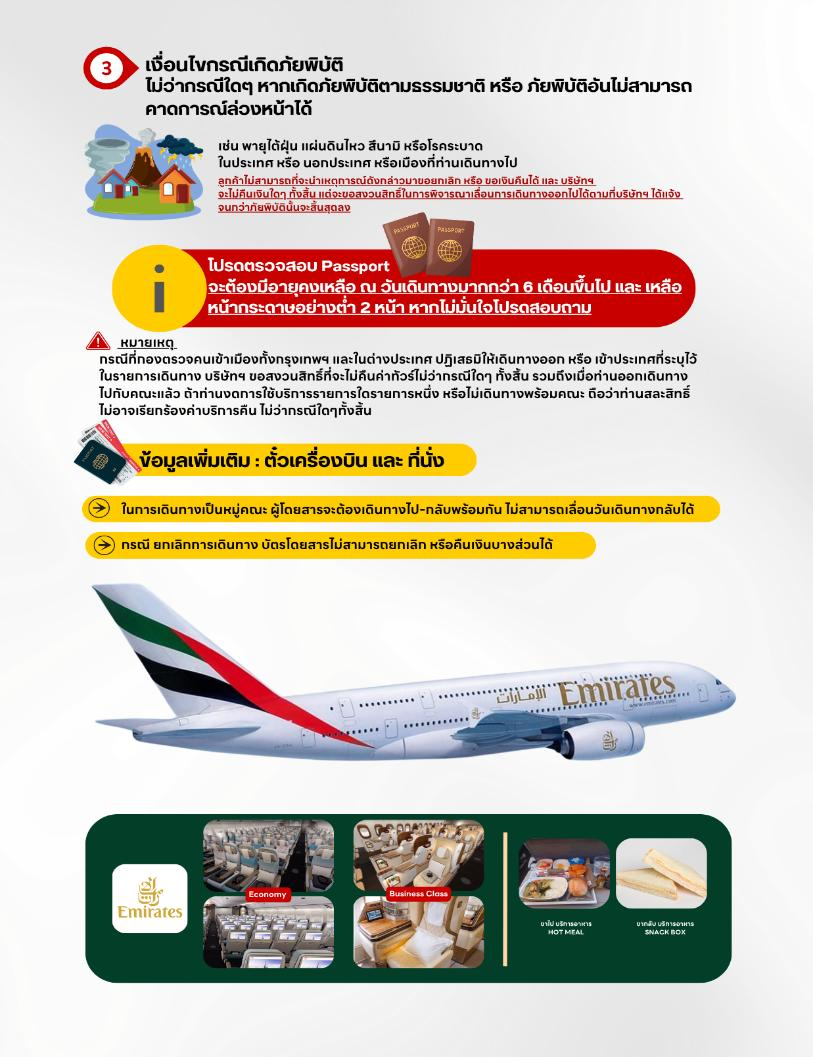 3
เงื่อนไขกรณีเกิดภัยพิบัติ
ไม่ว่ากรณีใดๆ หากเกิดภัยพิบัติตามธรรมชาติ หรือ ภัยพิบัติอันไม่สามารถ
คาดการณ์ล่วงหน้าได้
เช่น พายุไต้ฝุ่น แผ่นดินไหว สึนามิ หรือโรคระบาด
ในประเทศ หรือ นอกประเทศ หรือเมืองที่ท่านเดินทางไป
ลูกค้าไม่สามารถที่จะนำเหตุการณ์ดังกล่าวมาขอยกเลิก หรือ ขอเงินคืนได้ และ บริษัทฯ
จะไม่คืนเงินใดๆ ทั้งสิ้น แต่จะขอสงวนสิทธิ์ในการพิจารณาเลื่อนการเดินทางออกไปได้ตามที่บริษัทฯ ได้แจ้ง
จนกว่าภัยพิบัตินั้นจะสิ้นสุดลง
PASSPORT
PASSPORT
i
โปรดตรวจสอบ Passport
จะต้องมีอายุคงเหลือ ณ วันเดินทางมากกว่า 6 เดือนขึ้นไป และ เหลือ
หน้ากระดาษอย่างต่ำ 2 หน้า หากไม่มั่นใจโปรดสอบถาม
หมายเหตุ
กรณีที่กองตรวจคนเข้าเมืองทั้งกรุงเทพฯ และในต่างประเทศ ปฏิเสธมิให้เดินทางออก หรือ เข้าประเทศที่ระบุไว้
ในรายการเดินทาง บริษัทฯ ขอสงวนสิทธิ์ที่จะไม่คืนค่าทัวร์ไม่ว่ากรณีใดๆ ทั้งสิ้น รวมถึงเมื่อท่านออกเดินทาง
ไปกับคณะแล้ว ถ้าท่านงดการใช้บริการรายการใดรายการหนึ่ง หรือไม่เดินทางพร้อมคณะ ถือว่าท่านสละสิทธิ์
ไม่อาจเรียกร้องค่าบริการคืน ไม่ว่ากรณีใดๆทั้งสิ้น
ข้อมูลเพิ่มเติม : ตั๋วเครื่องบิน และ ที่นั่ง
ในการเดินทางเป็นหมู่คณะ ผู้โดยสารจะต้องเดินทางไป-กลับพร้อมกัน ไม่สามารถเลื่อนวันเดินทางกลับได้
กรณี ยกเลิกการเดินทาง บัตรโดยสารไม่สามารถยกเลิก หรือคืนเงินบางส่วนได้
الإمارات Emirates
www.emirates.com
Emirates
Economy
Business Class
ขาไป บริการอาหาร
HOT MEAL
ขากลับ บริการอาหาร
SNACK BOX